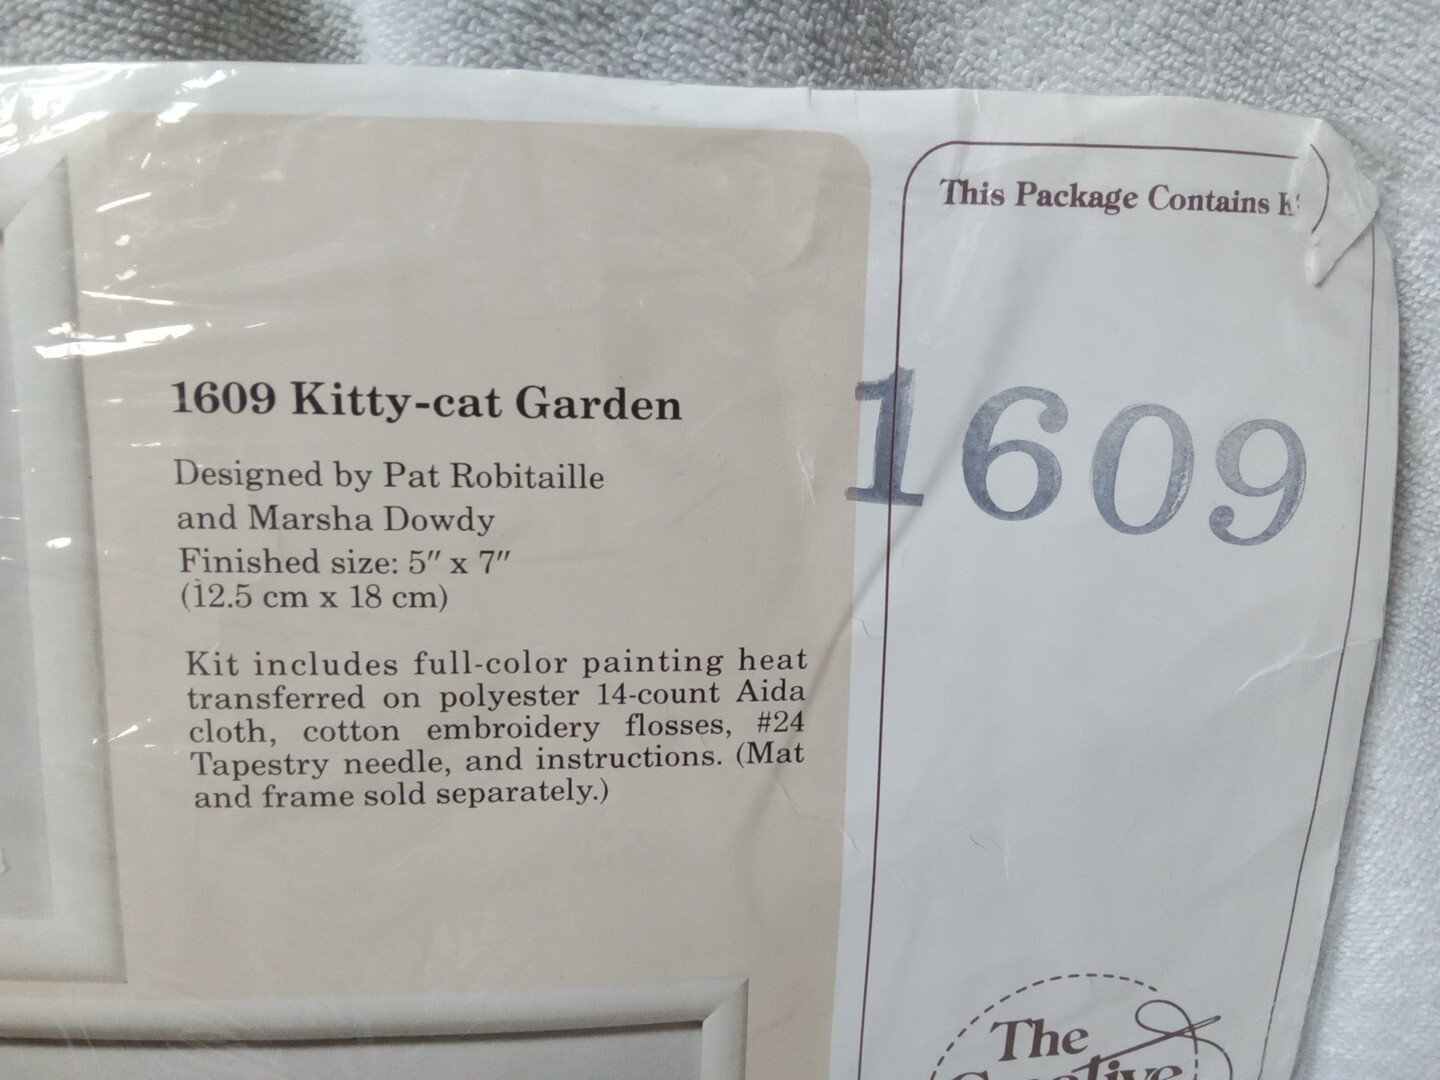 1609 Kitty-cat Garden
Designed by Pat Robitaille
and Marsha Dowdy
Finished size: 5″ x 7″
(12.5 cm x 18 cm)
Kit includes full-color painting heat
transferred on polyester 14-count Aida
cloth, cotton embroidery flosses, #24
Tapestry needle, and instructions. (Mat
and frame sold separately.)
This Package Contains
1609
The